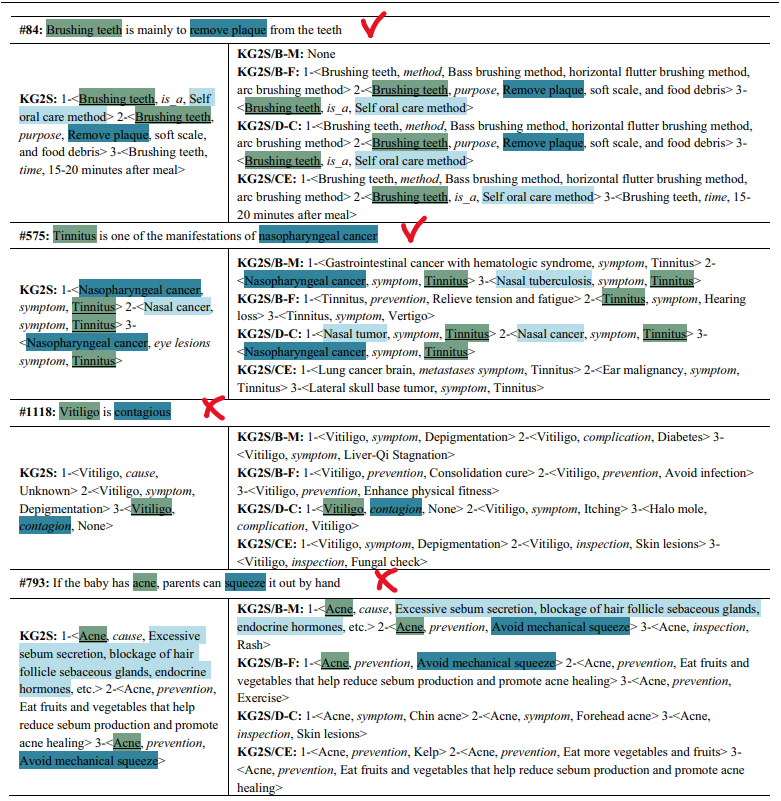 #84: Brushing teeth is mainly to remove plaque from the teeth
KG2S: 1-<Brushing teeth, is_a, Self
oral care method> 2-<Brushing teeth,
purpose, Remove plaque, soft scale,
and food debris> 3-<Brushing teeth,
time, 15-20 minutes after meal>
KG2S/B-M: None
KG2S/B-F: 1-<Brushing teeth, method, Bass brushing method, horizontal flutter brushing method,
arc brushing method> 2-<Brushing teeth, purpose, Remove plaque, soft scale, and food debris> 3-
<Brushing teeth, is_a, Self oral care method>
KG2S/D-C: 1-<Brushing teeth, method, Bass brushing method, horizontal flutter brushing method,
arc brushing method> 2-<Brushing teeth, purpose, Remove plaque, soft scale, and food debris> 3-
<Brushing teeth, is_a, Self oral care method>
KG2S/CE: 1-<Brushing teeth, method, Bass brushing method, horizontal flutter brushing method,
arc brushing method> 2-<Brushing teeth, is_a, Self oral care method> 3-<Brushing teeth, time, 15-
20 minutes after meal>
#575: Tinnitus is one of the manifestations of nasopharyngeal cancer
KG2S: 1-<Nasopharyngeal cancer,
symptom, Tinnitus> 2-<Nasal cancer,
symptom, Tinnitus> 3-
<Nasopharyngeal cancer, eye lesions
symptom, Tinnitus>
KG2S/B-M: 1-<Gastrointestinal cancer with hematologic syndrome, symptom, Tinnitus> 2-
<Nasopharyngeal cancer, symptom, Tinnitus> 3-<Nasal tuberculosis, symptom, Tinnitus>
KG2S/B-F: 1-<Tinnitus, prevention, Relieve tension and fatigue> 2-<Tinnitus, symptom, Hearing
loss> 3-<Tinnitus, symptom, Vertigo>
KG2S/D-C: 1-<Nasal tumor, symptom, Tinnitus> 2-<Nasal cancer, symptom, Tinnitus> 3-
<Nasopharyngeal cancer, symptom, Tinnitus>
KG2S/CE: 1-<Lung cancer brain, metastases symptom, Tinnitus> 2-<Ear malignancy, symptom,
Tinnitus> 3-<Lateral skull base tumor, symptom, Tinnitus>
#1118: Vitiligo is contagious
KG2S: 1-<Vitiligo, cause,
Unknown> 2-<Vitiligo, symptom,
Depigmentation> 3-<Vitiligo,
contagion, None>
KG2S/B-M: 1-<Vitiligo, symptom, Depigmentation> 2-<Vitiligo, complication, Diabetes> 3-
<Vitiligo, symptom, Liver-Qi Stagnation>
KG2S/B-F: 1-<Vitiligo, prevention, Consolidation cure> 2-<Vitiligo, prevention, Avoid infection>
3-<Vitiligo, prevention, Enhance physical fitness>
KG2S/D-C: 1-<Vitiligo, contagion, None> 2-<Vitiligo, symptom, Itching> 3-<Halo mole,
complication, Vitiligo>
KG2S/CE: 1-<Vitiligo, symptom, Depigmentation> 2-<Vitiligo, inspection, Skin lesions> 3-
<Vitiligo, inspection, Fungal check>
#793: If the baby has acne, parents can squeeze it out by hand
KG2S: 1-<Acne, cause, Excessive
sebum secretion, blockage of hair
follicle sebaceous glands, endocrine
hormones, etc.> 2-<Acne, prevention,
Eat fruits and vegetables that help
reduce sebum production and promote
acne healing> 3-<Acne, prevention,
Avoid mechanical squeeze>
KG2S/B-M: 1-<Acne, cause, Excessive sebum secretion, blockage of hair follicle sebaceous glands,
endocrine hormones, etc.> 2-<Acne, prevention, Avoid mechanical squeeze> 3-<Acne, inspection,
Rash>
KG2S/B-F: 1-<Acne, prevention, Avoid mechanical squeeze> 2-<Acne, prevention, Eat fruits and
vegetables that help reduce sebum production and promote acne healing> 3-<Acne, prevention,
Exercise>
KG2S/D-C: 1-<Acne, symptom, Chin acne> 2-<Acne, symptom, Forehead acne> 3-<Acne,
inspection, Skin lesions>
KG2S/CE: 1-<Acne, prevention, Kelp> 2-<Acne, prevention, Eat more vegetables and fruits> 3-
<Acne, prevention, Eat fruits and vegetables that help reduce sebum production and promote acne
healing>